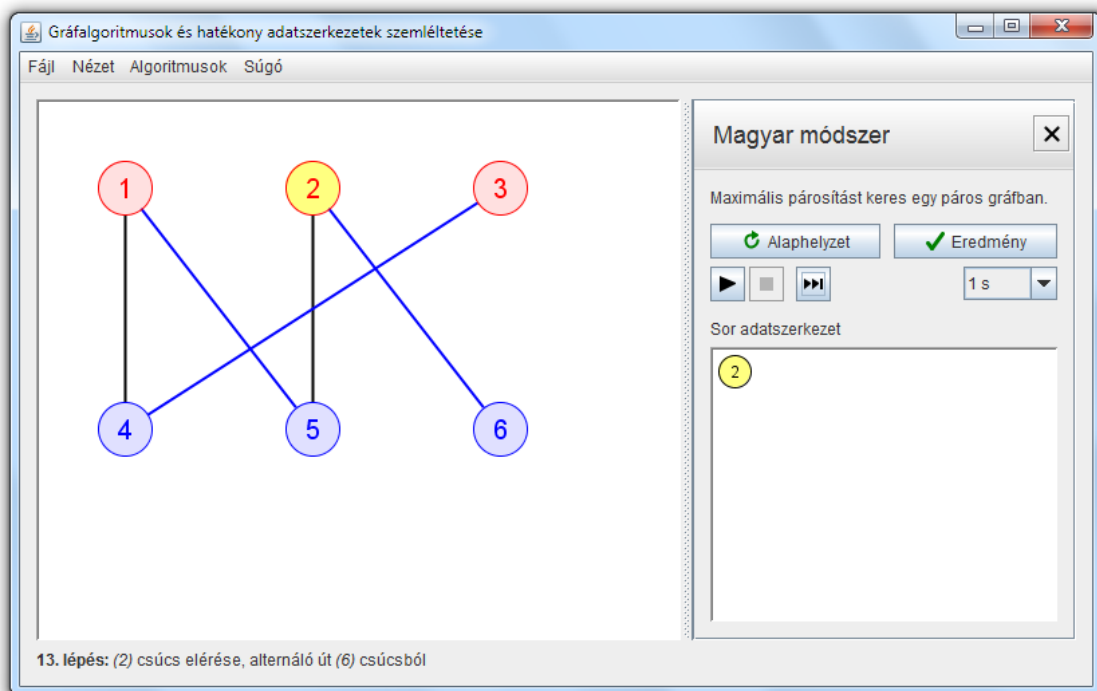 Gráfalgoritmusok és hatékony adatszerkezetek szemléltetése
Fájl Nézet Algoritmusok Súgó
Magyar módszer
Maximális párosítást keres egy páros gráfban.
Alaphelyzet Eredmény
1 s
Sor adatszerkezet
2
1 2 3
4 5 6
13. lépés: (2) csúcs elérése, alternáló út (6) csúcsból